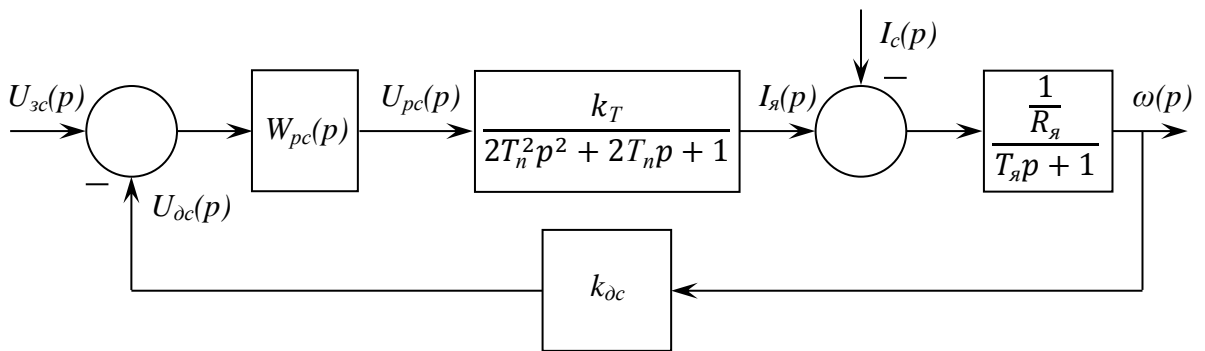 I_c(p)
–
U_зс(p)
W_рс(p)
U_рс(p)
k_T / (2T_п^2p^2 + 2T_пp + 1)
I_я(p)
(1/R_я) / (T_яp + 1)
ω(p)
–
U_дс(p)
k_дс